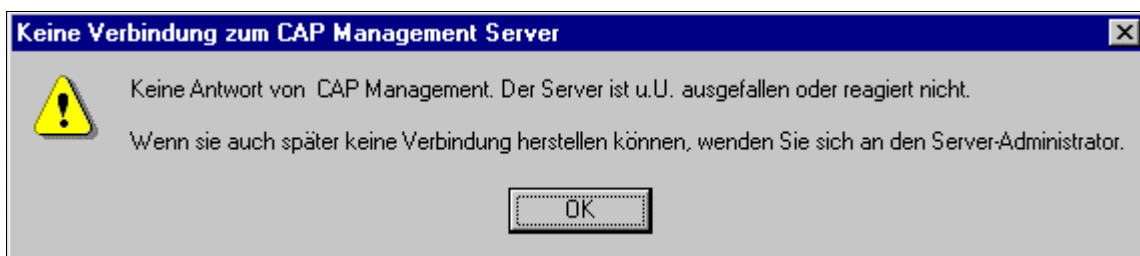 Keine Verbindung zum CAP Management Server
Keine Antwort von  CAP Management. Der Server ist u.U. ausgefallen oder reagiert nicht.
Wenn sie auch später keine Verbindung herstellen können, wenden Sie sich an den Server-Administrator.
OK